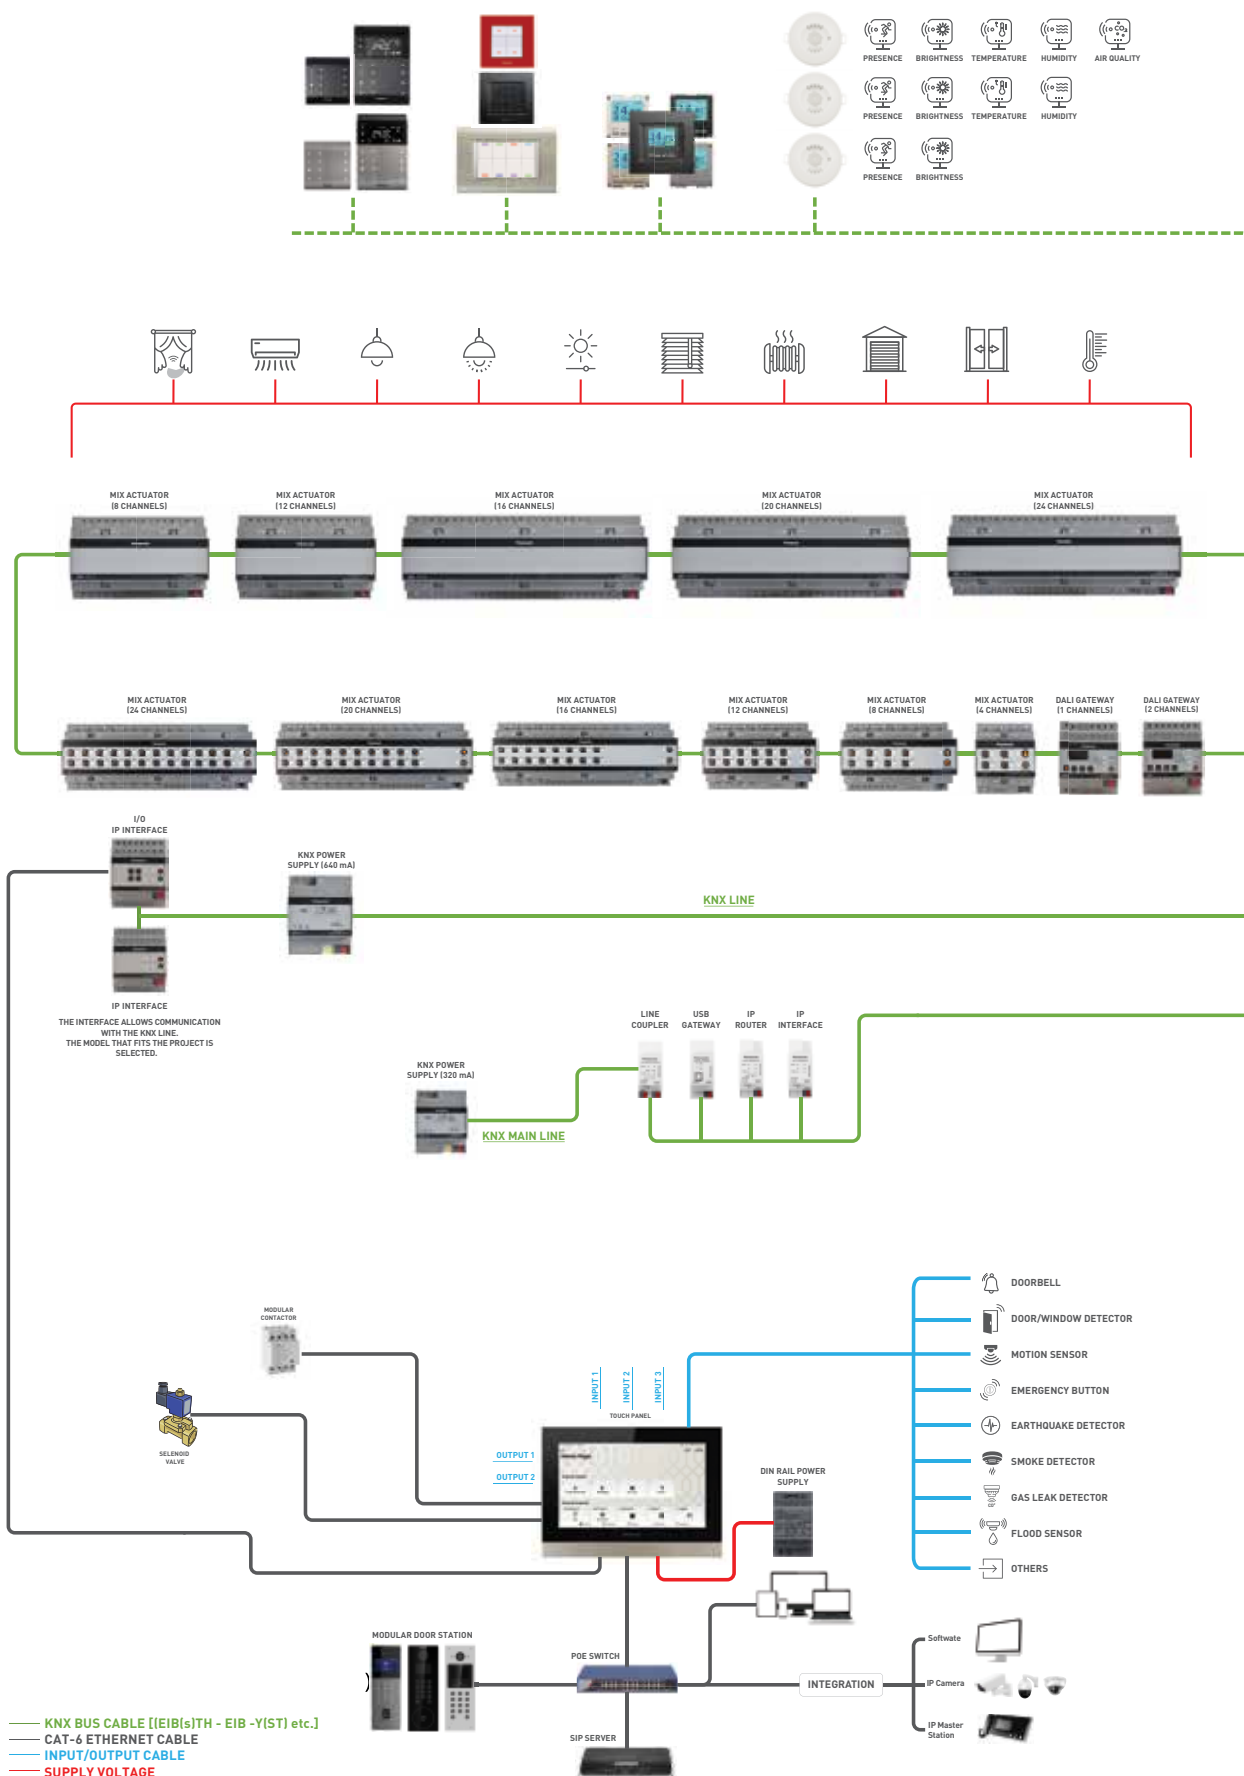 PRESENCE BRIGHTNESS TEMPERATURE HUMIDITY AIR QUALITY
PRESENCE BRIGHTNESS TEMPERATURE HUMIDITY
PRESENCE BRIGHTNESS
MIX ACTUATOR
(8 CHANNELS)
MIX ACTUATOR
(12 CHANNELS)
MIX ACTUATOR
(16 CHANNELS)
MIX ACTUATOR
(20 CHANNELS)
MIX ACTUATOR
(24 CHANNELS)
MIX ACTUATOR
(24 CHANNELS)
MIX ACTUATOR
(20 CHANNELS)
MIX ACTUATOR
(16 CHANNELS)
MIX ACTUATOR
(12 CHANNELS)
MIX ACTUATOR
(8 CHANNELS)
MIX ACTUATOR
(4 CHANNELS)
DALI GATEWAY
(1 CHANNELS)
DALI GATEWAY
(2 CHANNELS)
I/O
IP INTERFACE
KNX POWER
SUPPLY (640 mA)
KNX LINE
IP INTERFACE
THE INTERFACE ALLOWS COMMUNICATION
WITH THE KNX LINE.
THE MODEL THAT FITS THE PROJECT IS
SELECTED.
LINE
COUPLER
USB
GATEWAY
IP
ROUTER
IP
INTERFACE
KNX POWER
SUPPLY (320 mA)
KNX MAIN LINE
DOORBELL
DOOR/WINDOW DETECTOR
MOTION SENSOR
EMERGENCY BUTTON
EARTHQUAKE DETECTOR
SMOKE DETECTOR
GAS LEAK DETECTOR
FLOOD SENSOR
OTHERS
MODULAR
CONTACTOR
SELENOID
VALVE
INPUT 1
INPUT 2
INPUT 3
TOUCH PANEL
OUTPUT 1
OUTPUT 2
DIN RAIL POWER
SUPPLY
MODULAR DOOR STATION
POE SWITCH
INTEGRATION
Softwate
IP Camera
IP Master
Station
SIP SERVER
KNX BUS CABLE [(EIB(s)TH - EIB -Y(ST) etc.]
CAT-6 ETHERNET CABLE
INPUT/OUTPUT CABLE
SUPPLY VOLTAGE